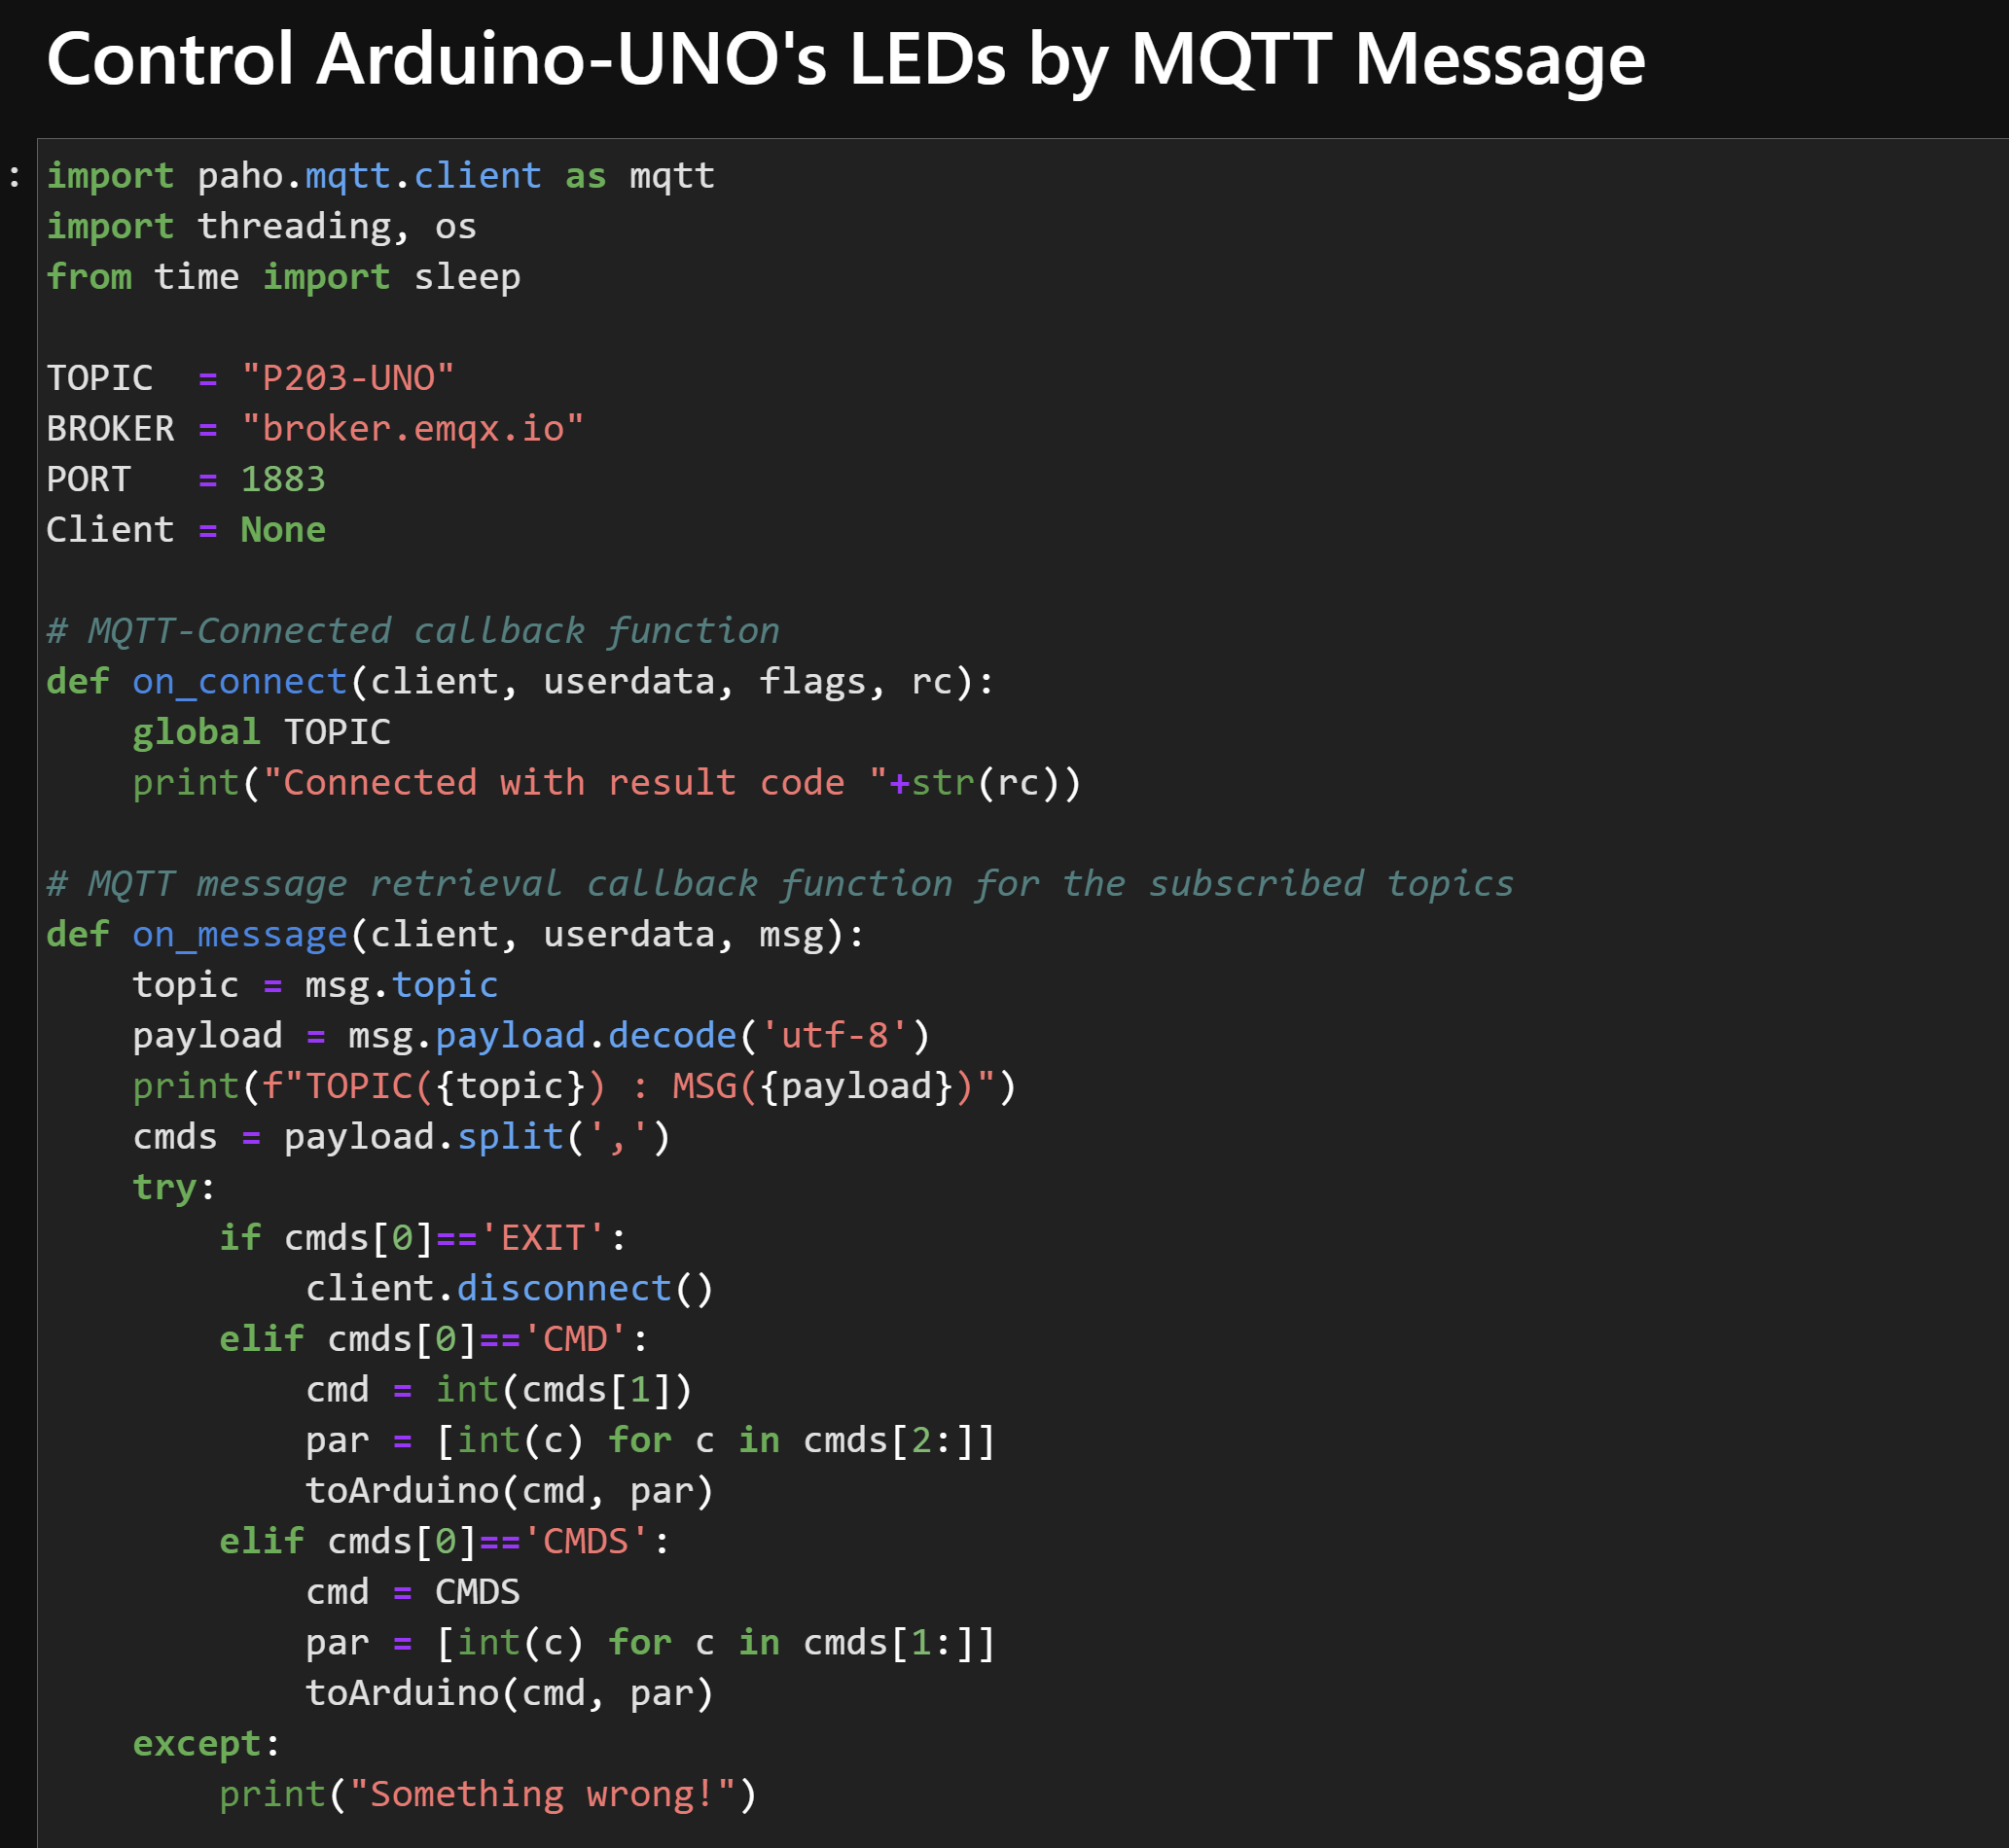 Control Arduino-UNO's LEDs by MQTT Message
: import paho.mqtt.client as mqtt
import threading, os
from time import sleep

TOPIC  = "P203-UNO"
BROKER = "broker.emqx.io"
PORT   = 1883
Client = None

# MQTT-Connected callback function
def on_connect(client, userdata, flags, rc):
    global TOPIC
    print("Connected with result code "+str(rc))

# MQTT message retrieval callback function for the subscribed topics
def on_message(client, userdata, msg):
    topic = msg.topic
    payload = msg.payload.decode('utf-8')
    print(f"TOPIC({topic}) : MSG({payload})")
    cmds = payload.split(',')
    try:
        if cmds[0]=='EXIT':
            client.disconnect()
        elif cmds[0]=='CMD':
            cmd = int(cmds[1])
            par = [int(c) for c in cmds[2:]]
            toArduino(cmd, par)
        elif cmds[0]=='CMDS':
            cmd = CMDS
            par = [int(c) for c in cmds[1:]]
            toArduino(cmd, par)
    except:
        print("Something wrong!")